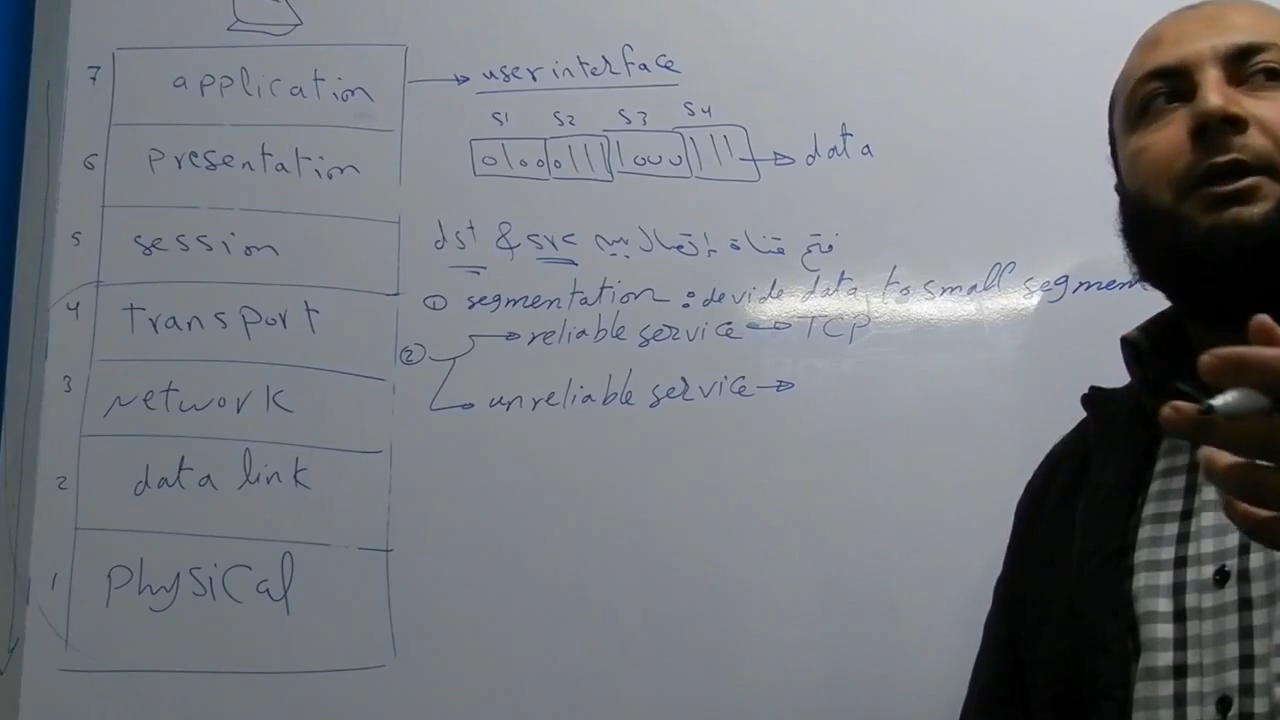 7 application → user interface
S1 S2 S3 S4
6 presentation 0100 0111 1000 111 → data
5 session فتح قناة إتصال بين src & dst
① segmentation : devide data to small segmen
4 transport
② → reliable service → TCP
3 Network → unreliable service →
2 data link
1 physical